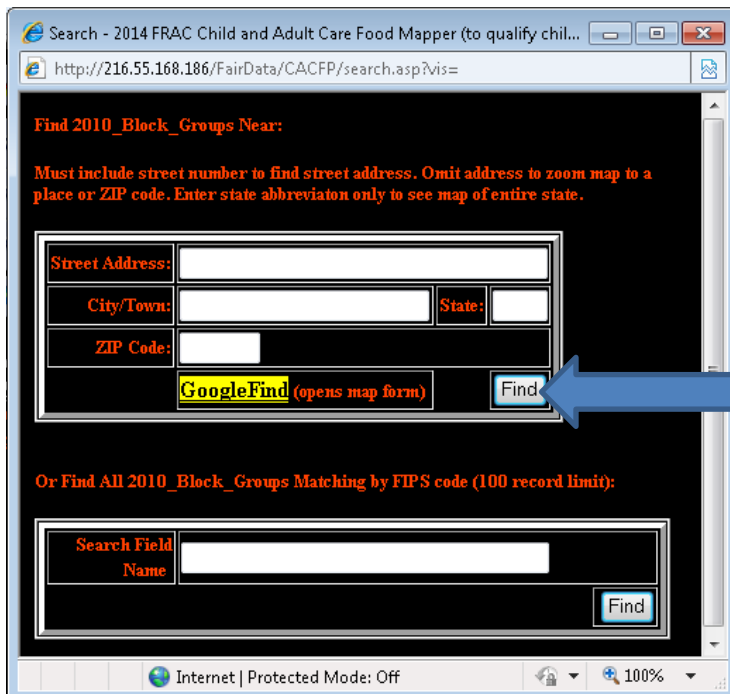 Search - 2014 FRAC Child and Adult Care Food Mapper (to qualify chil...
http://216.55.168.186/FairData/CACFP/search.asp?vis=
Find 2010_Block_Groups Near:
Must include street number to find street address. Omit address to zoom map to a
place or ZIP code. Enter state abbreviaton only to see map of entire state.
Street Address:
City/Town: State:
ZIP Code:
GoogleFind (opens map form) Find
Or Find All 2010_Block_Groups Matching by FIPS code (100 record limit):
Search Field
Name
Find
Internet | Protected Mode: Off 100%